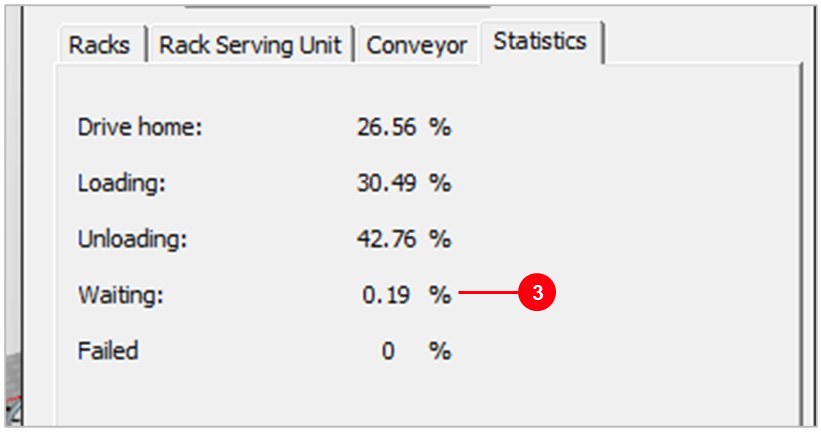 Racks Rack Serving Unit Conveyor Statistics
Drive home: 26.56 %
Loading: 30.49 %
Unloading: 42.76 %
Waiting: 0.19 % 3
Failed 0 %